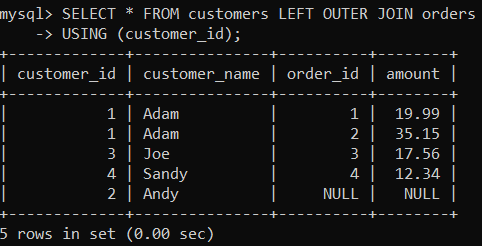 mysql> SELECT * FROM customers LEFT OUTER JOIN orders
    -> USING (customer_id);
+-------------+---------------+----------+--------+
| customer_id | customer_name | order_id | amount |
+-------------+---------------+----------+--------+
|           1 | Adam          |        1 |  19.99 |
|           1 | Adam          |        2 |  35.15 |
|           3 | Joe           |        3 |  17.56 |
|           4 | Sandy         |        4 |  12.34 |
|           2 | Andy          |     NULL |   NULL |
+-------------+---------------+----------+--------+
5 rows in set (0.00 sec)